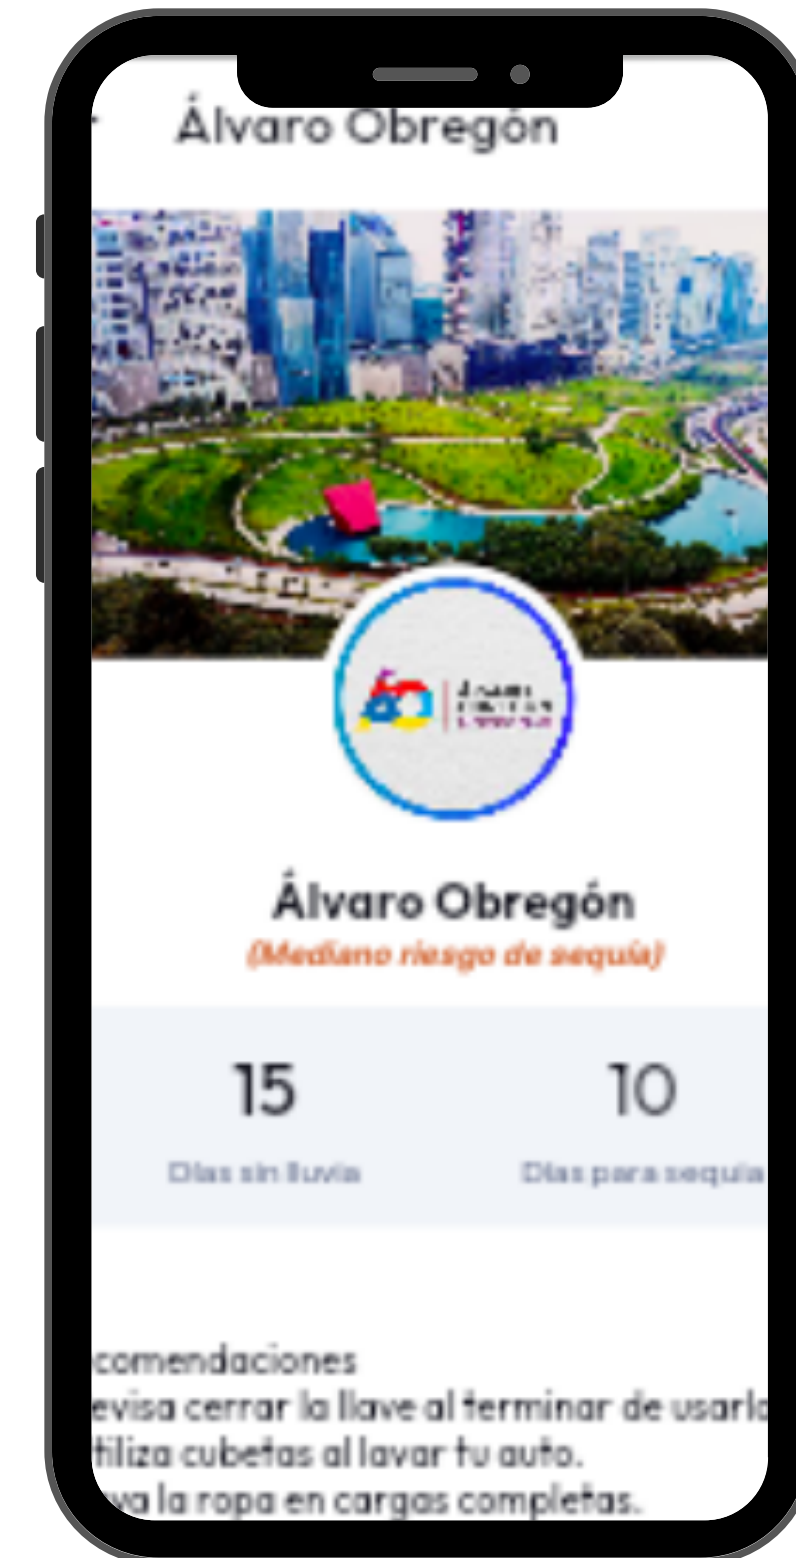 Álvaro Obregón
Álvaro Obregón
(Mediano riesgo de sequía)
15
10
Días sin lluvia
Días para sequía
comendaciones
evisa cerrar la llave al terminar de usarla
tiliza cubetas al lavar tu auto.
va la ropa en cargas completas.